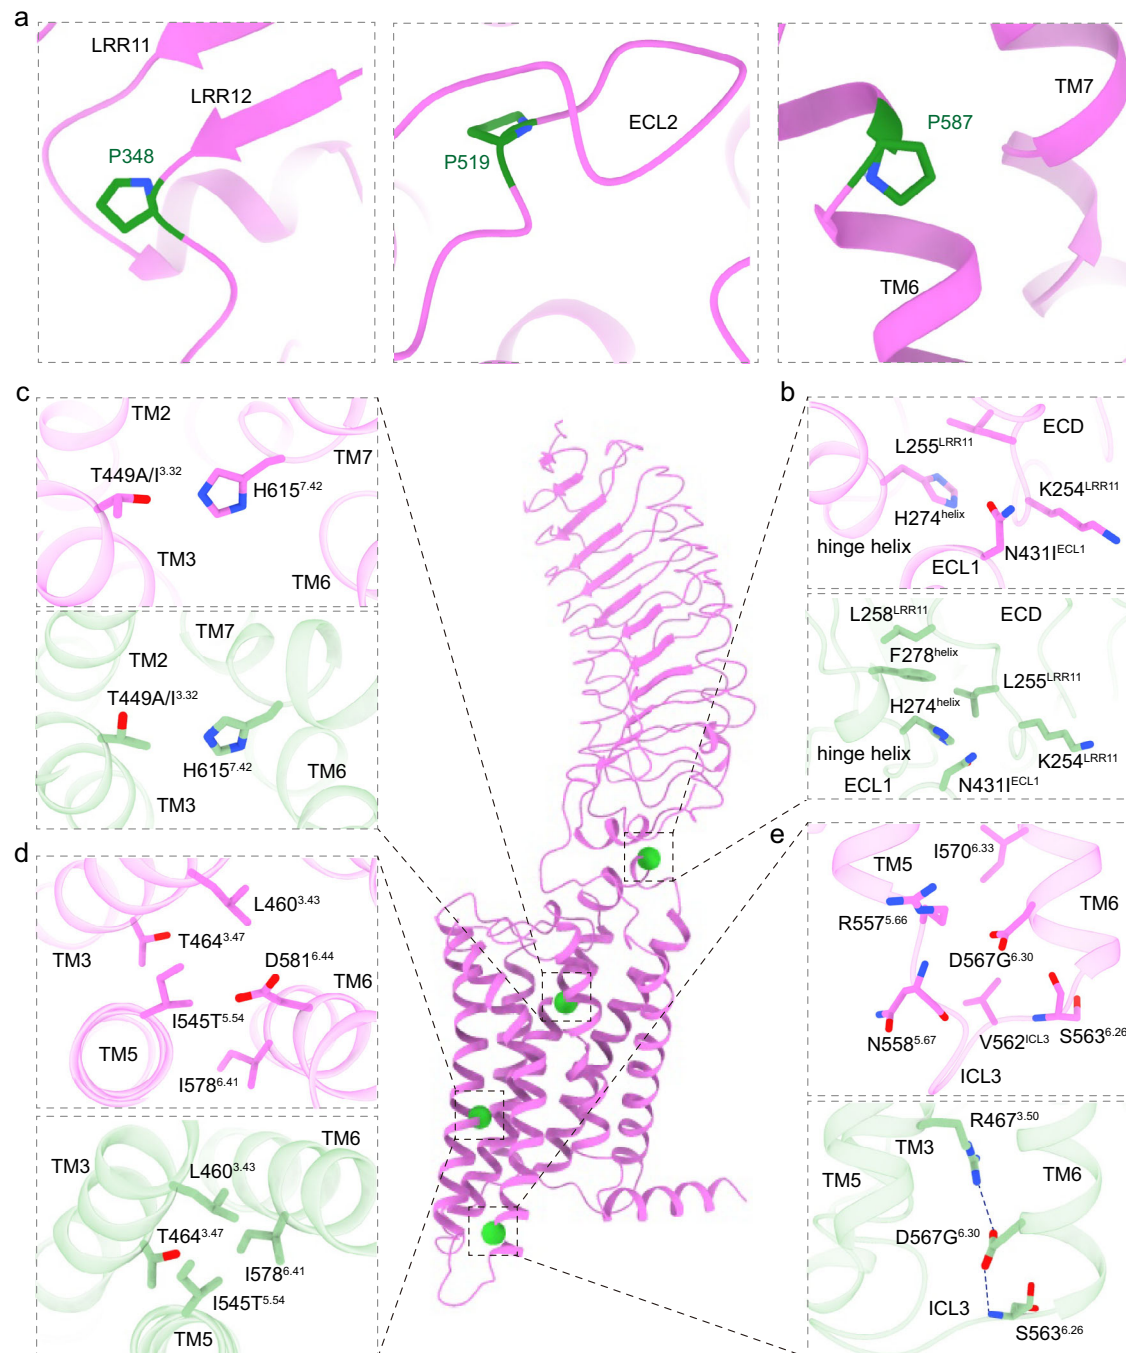 a
LRR11
LRR12
P348
P519
ECL2
P587
TM7
TM6
c
TM2
TM7
T449A/I3.32
H6157.42
TM3
TM6
TM7
TM2
T449A/I3.32
H6157.42
TM6
TM3
b
ECD
L255LRR11
K254LRR11
H274helix
hinge helix
N431IECL1
ECL1
L258LRR11
ECD
F278helix
L255LRR11
H274helix
hinge helix
K254LRR11
ECL1
N431IECL1
d
L4603.43
T4643.47
TM3
D5816.44
TM6
I545T5.54
TM5
I5786.41
TM6
TM3
L4603.43
T4643.47
I5786.41
I545T5.54
TM5
e
I5706.33
TM5
TM6
R5575.66
D567G6.30
N5585.67
V562ICL3
S5636.26
ICL3
R4673.50
TM3
TM5
TM6
D567G6.30
ICL3
S5636.26